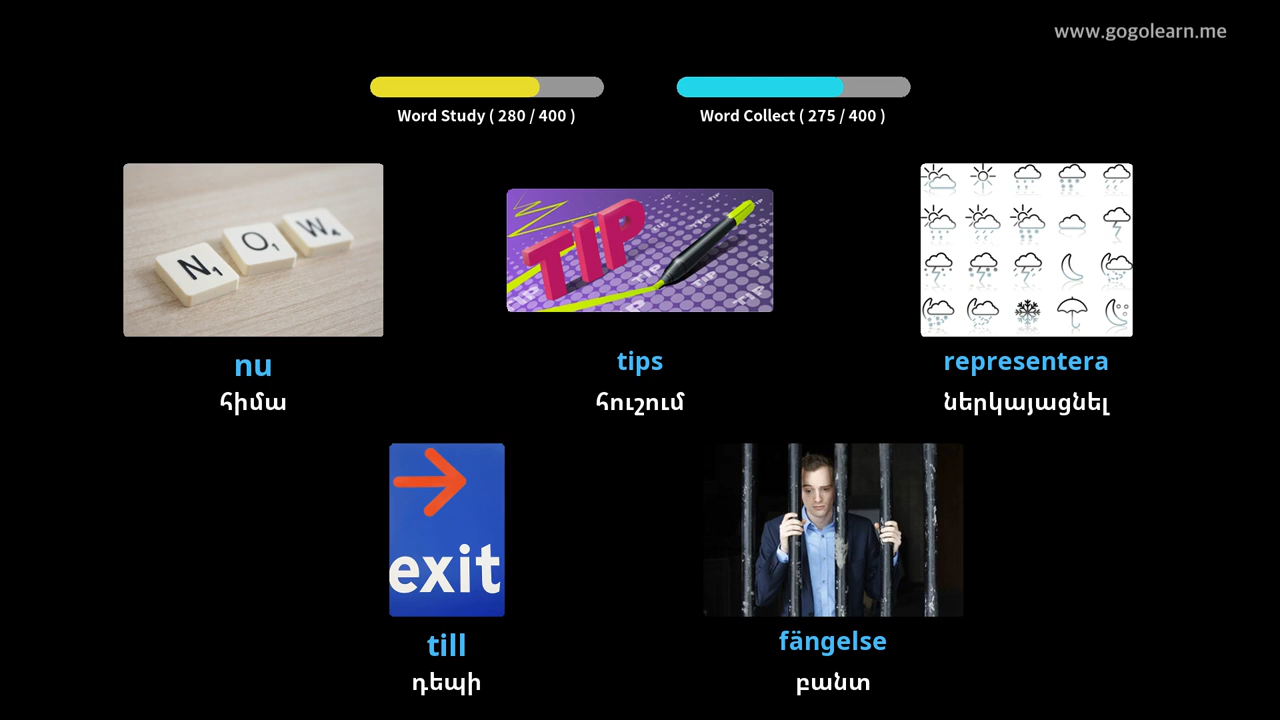 www.gogolearn.me
Word Study ( 280 / 400 )
Word Collect ( 275 / 400 )
NOW
TIP
nu
հիմա
tips
հուշում
representera
ներկայացնել
exit
till
դեպի
fängelse
բանտ